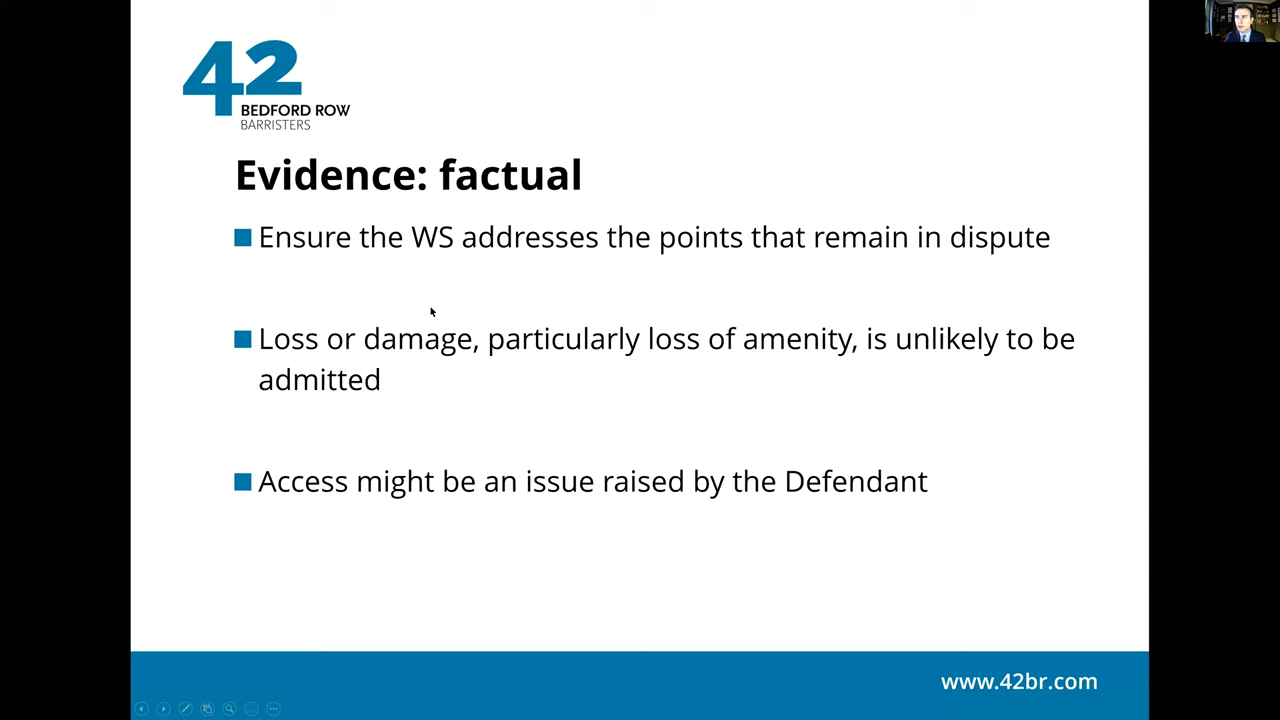 42
BEDFORD ROW
BARRISTERS
Evidence: factual
Ensure the WS addresses the points that remain in dispute
Loss or damage, particularly loss of amenity, is unlikely to be
admitted
Access might be an issue raised by the Defendant
www.42br.com